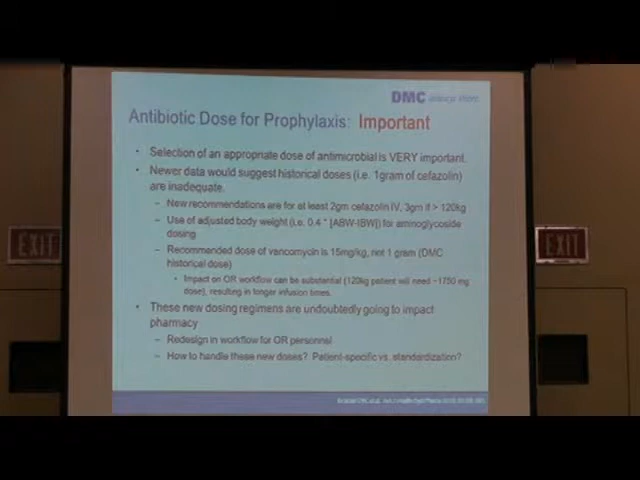 DMC
Antibiotic Dose for Prophylaxis: Important
• Selection of an appropriate dose of antimicrobial is VERY important.
• Newer data would suggest historical doses (i.e. 1gram of cefazolin)
are inadequate.
– New recommendations are for at least 2gm cefazolin IV, 3gm if > 120kg
– Use of adjusted body weight (i.e. 0.4 * [ABW-IBW]) for aminoglycoside
dosing
– Recommended dose of vancomycin is 15mg/kg, not 1 gram (DMC
historical dose)
• Impact on OR workflow can be substantial (120kg patient will need ~1750 mg
dose), resulting in longer infusion times.
• These new dosing regimens are undoubtedly going to impact
pharmacy
– Redesign in workflow for OR personnel
– How to handle these new doses? Patient-specific vs. standardization?
EXIT
EXIT